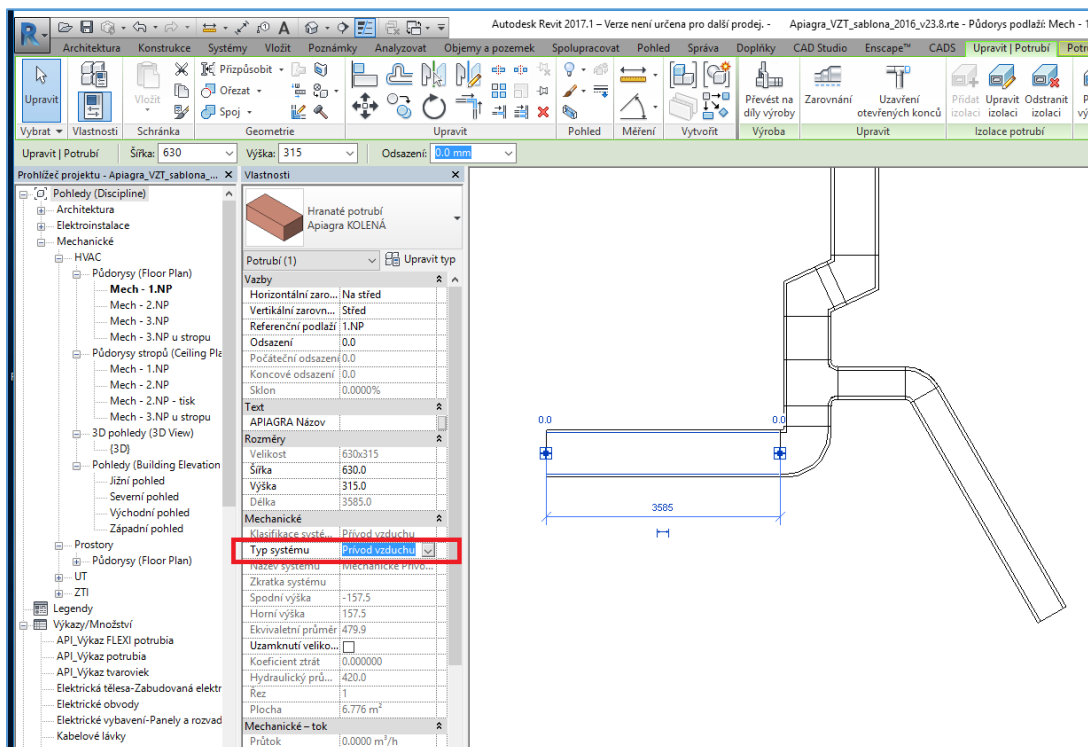 Autodesk Revit 2017.1 – Verze není určena pro další prodej. - Apiagra_VZT_sablona_2016_v23.8.rte - Půdorys podlaží: Mech - 1
Architektura Konstrukce Systémy Vložit Poznámky Analyzovat Objemy a pozemek Spolupracovat Pohled Správa Doplňky CAD Studio Enscape™ CADS Upravit | Potrubí
Upravit
Vložit
Přizpůsobit
Ořezat
Spoj
Převést na díly výroby
Zarovnání
Uzavření otevřených konců
Přidat izolaci
Upravit izolaci
Odstranit izolaci
Vybrat Vlastnosti Schránka Geometrie Upravit Pohled Měření Vytvořit Výroba Upravit Izolace potrubí
Upravit | Potrubí Šířka: 630 Výška: 315 Odsazení: 0.0 mm
Prohlížeč projektu - Apiagra_VZT_sablona_...
Pohledy (Discipline)
Architektura
Elektroinstalace
Mechanické
HVAC
Půdorysy (Floor Plan)
Mech - 1.NP
Mech - 2.NP
Mech - 3.NP
Mech - 3.NP u stropu
Půdorysy stropů (Ceiling Pla
Mech - 1.NP
Mech - 2.NP
Mech - 2.NP - tisk
Mech - 3.NP u stropu
3D pohledy (3D View)
{3D}
Pohledy (Building Elevation
Jižní pohled
Severní pohled
Východní pohled
Západní pohled
Prostory
Půdorysy (Floor Plan)
UT
ZTI
Legendy
Výkazy/Množství
API_Výkaz FLEXI potrubia
API_Výkaz potrubia
API_Výkaz tvaroviek
Elektrická tělesa-Zabudovaná elektr
Elektrické obvody
Elektrické vybavení-Panely a rozvad
Kabelové lávky
Vlastnosti
Hranaté potrubí
Apiagra KOLENÁ
Potrubí (1) Upravit typ
Vazby
Horizontální zaro... Na střed
Vertikální zarovn... Střed
Referenční podlaží 1.NP
Odsazení 0.0
Počáteční odsazení 0.0
Koncové odsazení 0.0
Sklon 0.0000%
Text
APIAGRA Názov
Rozměry
Velikost 630x315
Šířka 630.0
Výška 315.0
Délka 3585.0
Mechanické
Klasifikace systé... Přívod vzduchu
Typ systému Prívod vzduchu
Název systému Mechanické Přívo...
Zkratka systému
Spodní výška -157.5
Horní výška 157.5
Ekvivaletní průměr 479.9
Uzamknutí veliko...
Koeficient ztrát 0.000000
Hydraulický prů... 420.0
Řez 1
Plocha 6.776 m²
Mechanické – tok
Průtok 0.0000 m³/h
0.0 0.0
3585